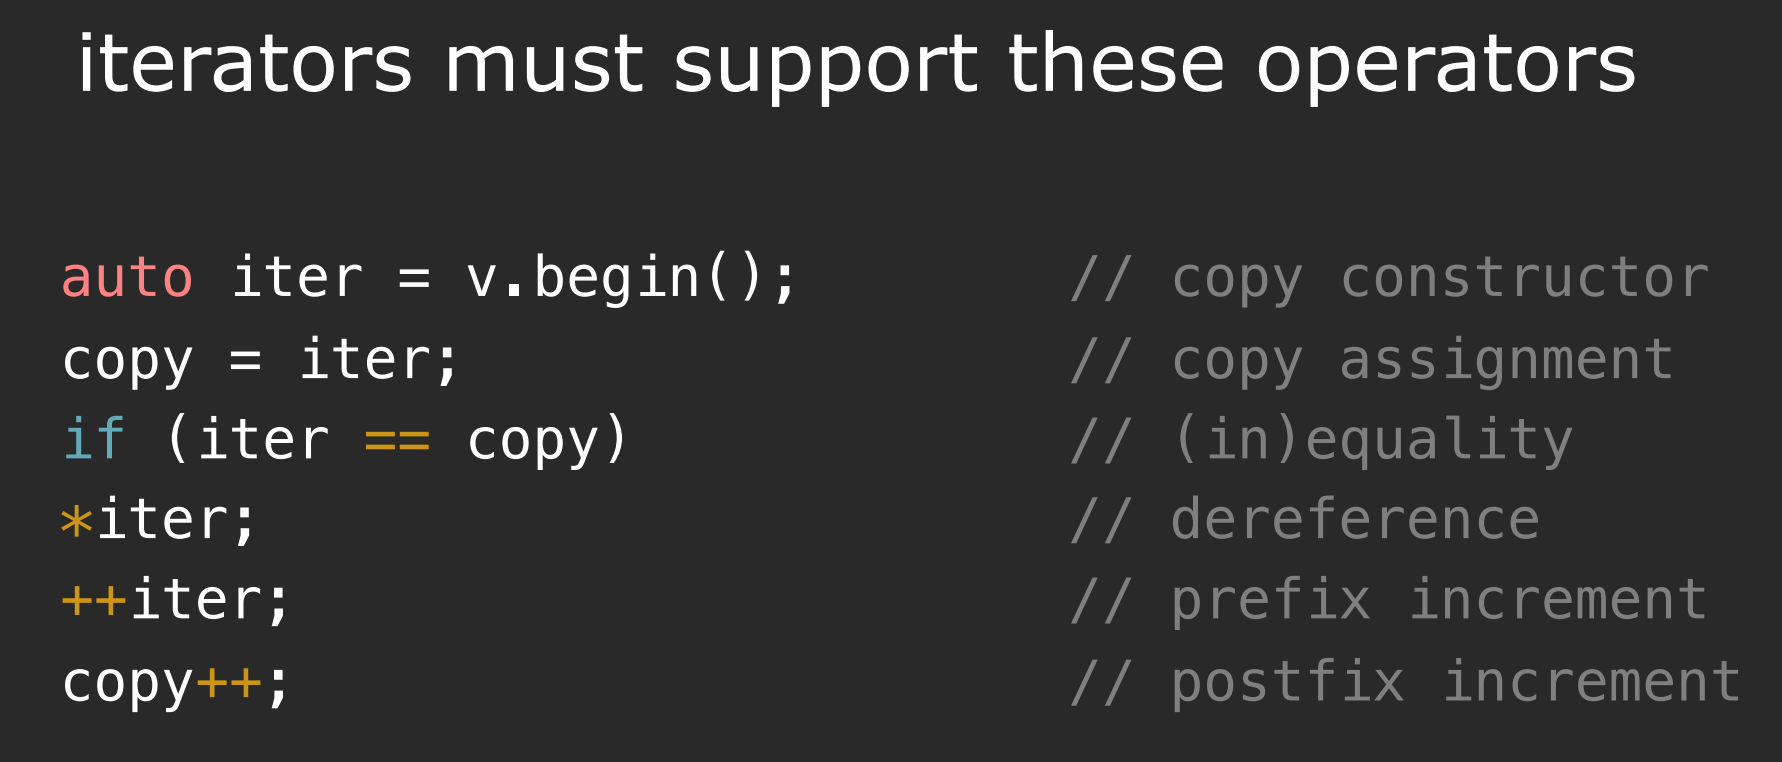 iterators must support these operators
auto iter = v.begin(); // copy constructor
copy = iter; // copy assignment
if (iter == copy) // (in)equality
*iter; // dereference
++iter; // prefix increment
copy++; // postfix increment